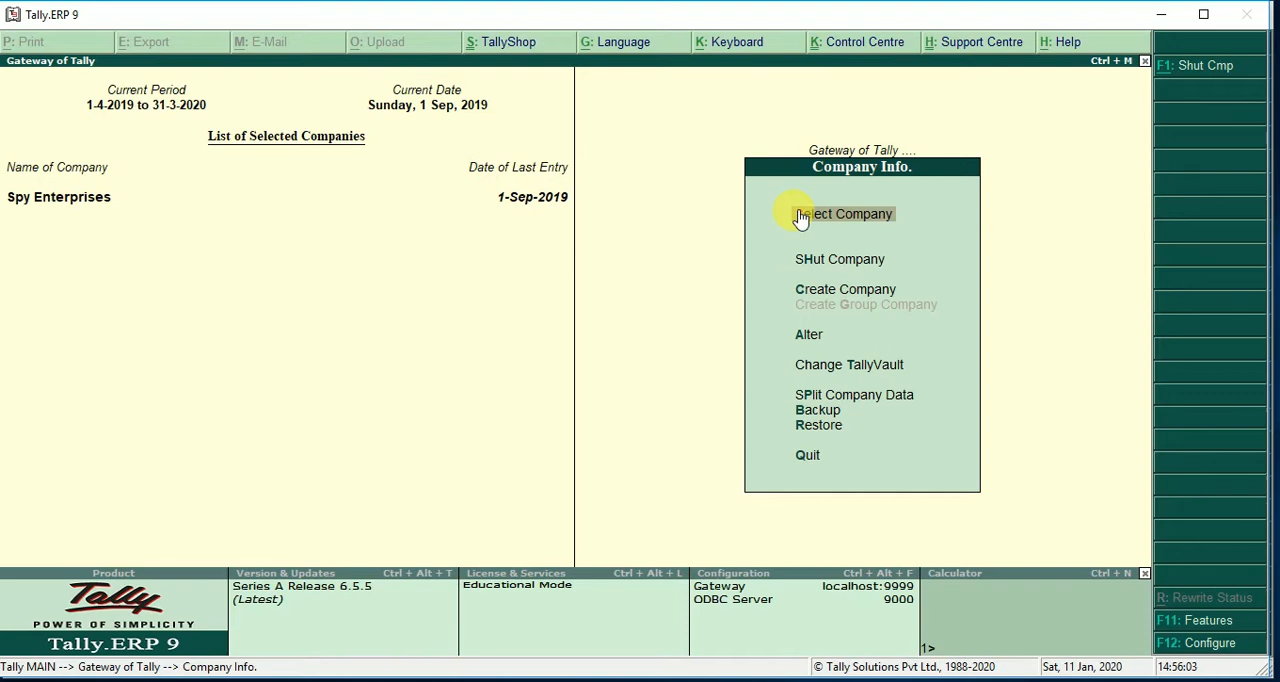 Tally.ERP 9
P: Print E: Export M: E-Mail O: Upload S: TallyShop G: Language K: Keyboard K: Control Centre H: Support Centre H: Help
Gateway of Tally Ctrl + M
F1: Shut Cmp
Current Period Current Date
1-4-2019 to 31-3-2020 Sunday, 1 Sep, 2019
List of Selected Companies
Name of Company Date of Last Entry
Spy Enterprises 1-Sep-2019
Gateway of Tally ....
Company Info.
Select Company
SHut Company
Create Company
Create Group Company
Alter
Change TallyVault
SPlit Company Data
Backup
Restore
Quit
Product Version & Updates Ctrl + Alt + T License & Services Ctrl + Alt + L Configuration Ctrl + Alt + F Calculator Ctrl + N
Tally
POWER OF SIMPLICITY
Tally.ERP 9
Series A Release 6.5.5
(Latest)
Educational Mode
Gateway localhost:9999
ODBC Server 9000
1>
R: Rewrite Status
F11: Features
F12: Configure
Tally MAIN --> Gateway of Tally --> Company Info. © Tally Solutions Pvt Ltd., 1988-2020 Sat, 11 Jan, 2020 14:56:03